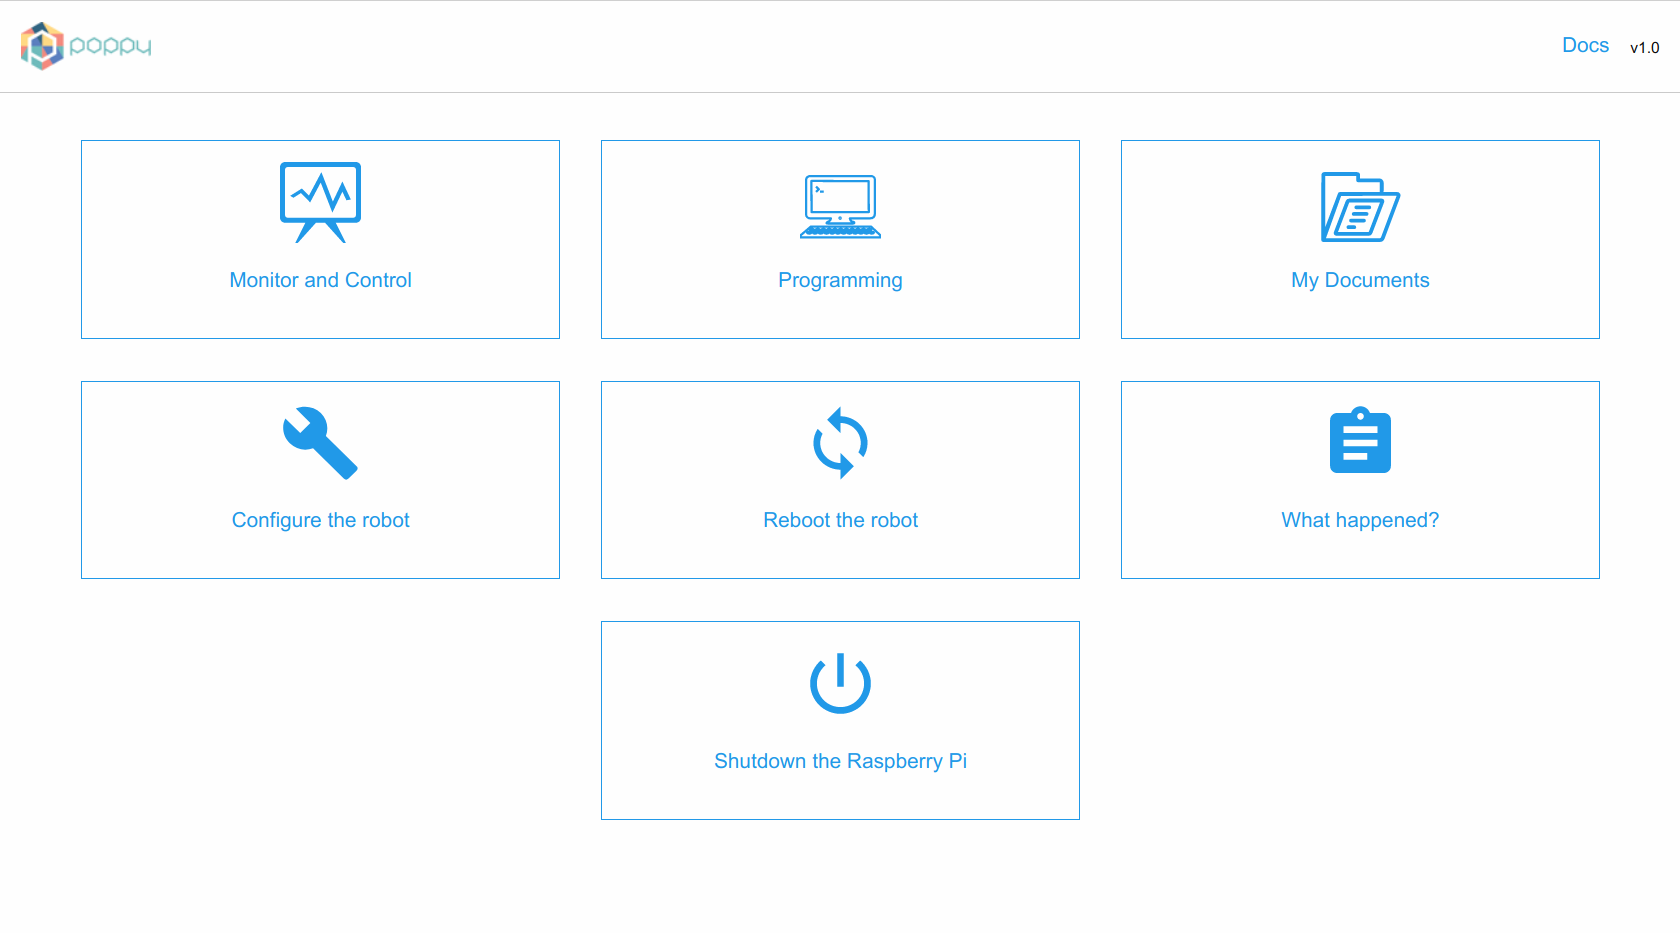 poppy
Docs v1.0
Monitor and Control
Programming
My Documents
Configure the robot
Reboot the robot
What happened?
Shutdown the Raspberry Pi